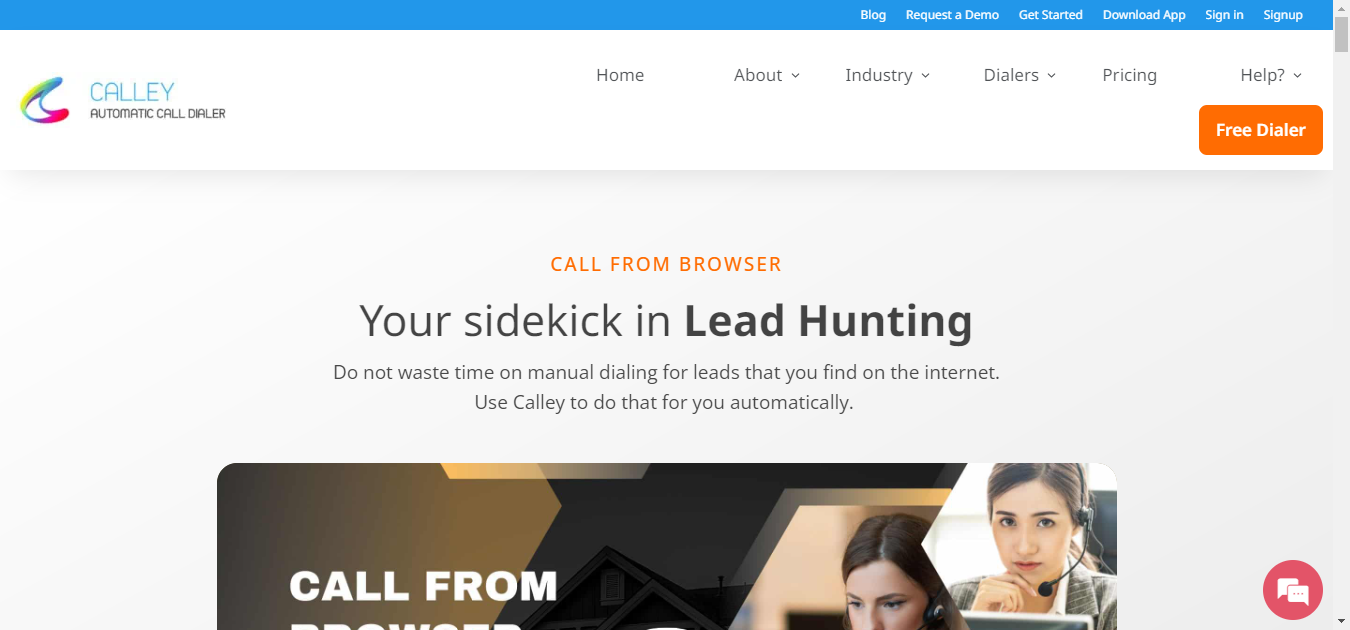 Blog Request a Demo Get Started Download App Sign in Signup
CALLEY
AUTOMATIC CALL DIALER
Home About Industry Dialers Pricing Help?
Free Dialer
CALL FROM BROWSER
Your sidekick in Lead Hunting
Do not waste time on manual dialing for leads that you find on the internet.
Use Calley to do that for you automatically.
CALL FROM
BROWSER